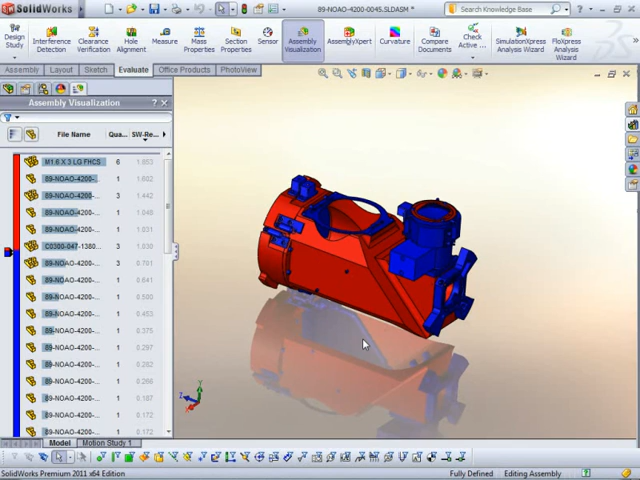 SolidWorks
89-NOAO-4200-0045.SLDASM *
Search Knowledge Base
Design Study
Interference Detection
Clearance Verification
Hole Alignment
Measure
Mass Properties
Section Properties
Sensor
Assembly Visualization
AssemblyXpert
Curvature
Compare Documents
Check Active ...
SimulationXpress Analysis Wizard
FloXpress Analysis Wizard
Assembly
Layout
Sketch
Evaluate
Office Products
PhotoView
Assembly Visualization
File Name
Qua...
SW-Re...
M1.6 X 3 LG FHCS 6 1.853
89-NOAO-4200-... 1 1.602
89-NOAO-4200-... 3 1.442
89-NOAO-4200-... 1
89-NOAO-4200-... 1 1.031
C0300-047-1380... 3
89-NOAO-4200-... 3 0.701
89-NOAO-4200-... 1 0.641
89-NOAO-4200-... 1 0.500
89-NOAO-4200-... 1 0.453
89-NOAO-4200-... 1 0.375
89-NOAO-4200-... 1 0.297
89-NOAO-4200-... 1 0.282
89-NOAO-4200-... 1 0.266
89-NOAO-4200-... 1 0.187
89-NOAO-4200-... 1 0.172
89-NOAO-4200-... 1 0.172
Y
Z
X
Model
Motion Study 1
SolidWorks Premium 2011 x64 Edition
Fully Defined
Editing Assembly